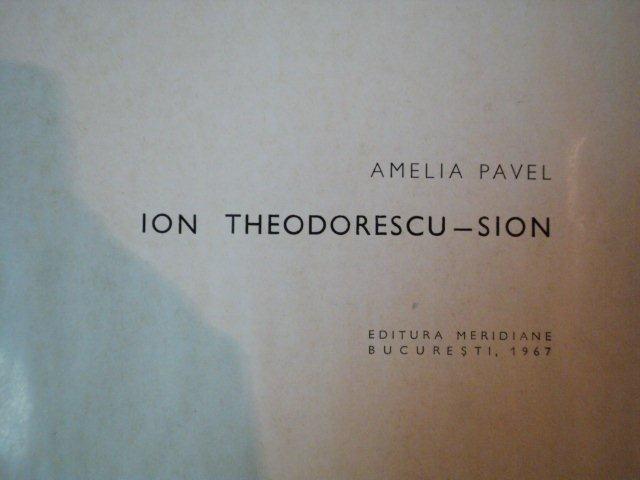 AMELIA PAVEL
ION THEODORESCU—SION
EDITURA MERIDIANE
BUCUREȘTI, 1967